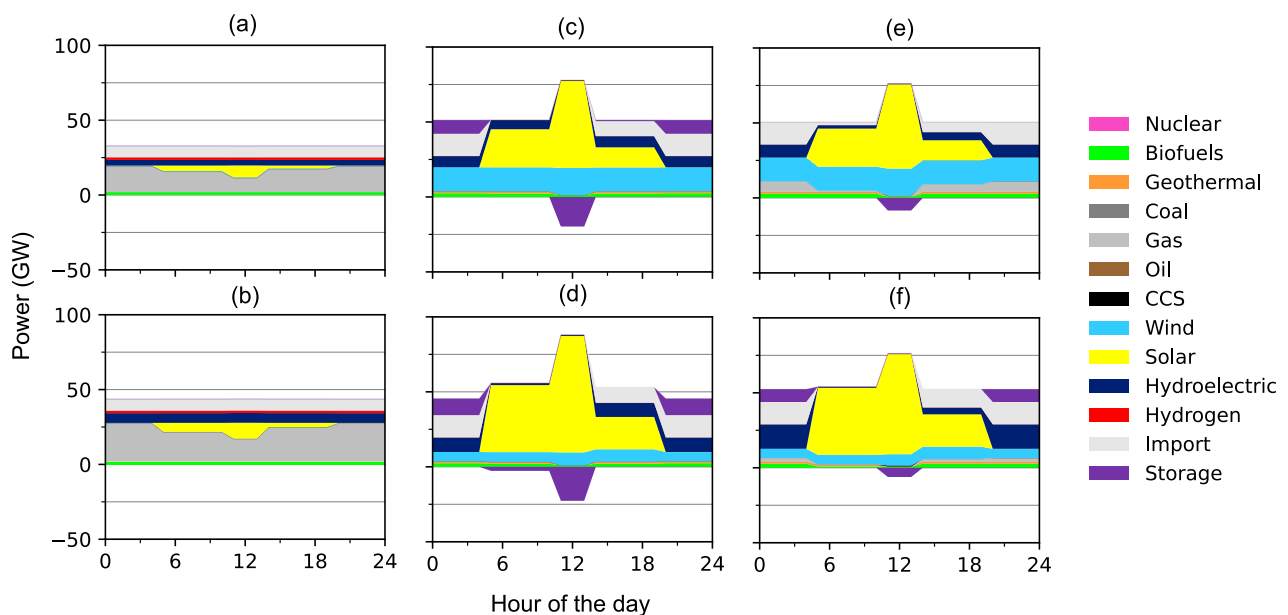 (a)
(c)
(e)
100
50
0
−50
(b)
(d)
(f)
100
50
0
−50
0
6
12
18
24
0
6
12
18
24
0
6
12
18
24
Power (GW)
Hour of the day
Nuclear
Biofuels
Geothermal
Coal
Gas
Oil
CCS
Wind
Solar
Hydroelectric
Hydrogen
Import
Storage